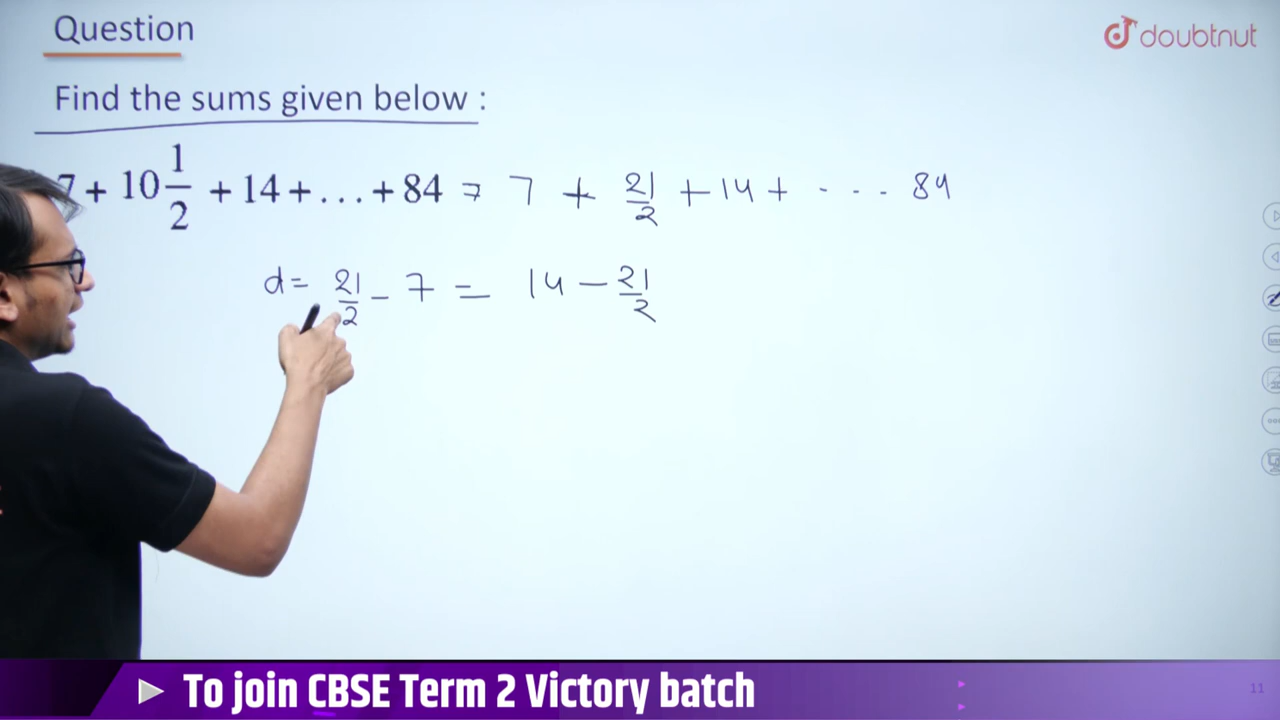 Question
doubtnut
Find the sums given below :
7 + 10 1/2 + 14 + ... + 84 = 7 + 21/2 + 14 + - - - 84
d = 21/2 - 7 = 14 - 21/2
To join CBSE Term 2 Victory batch
11